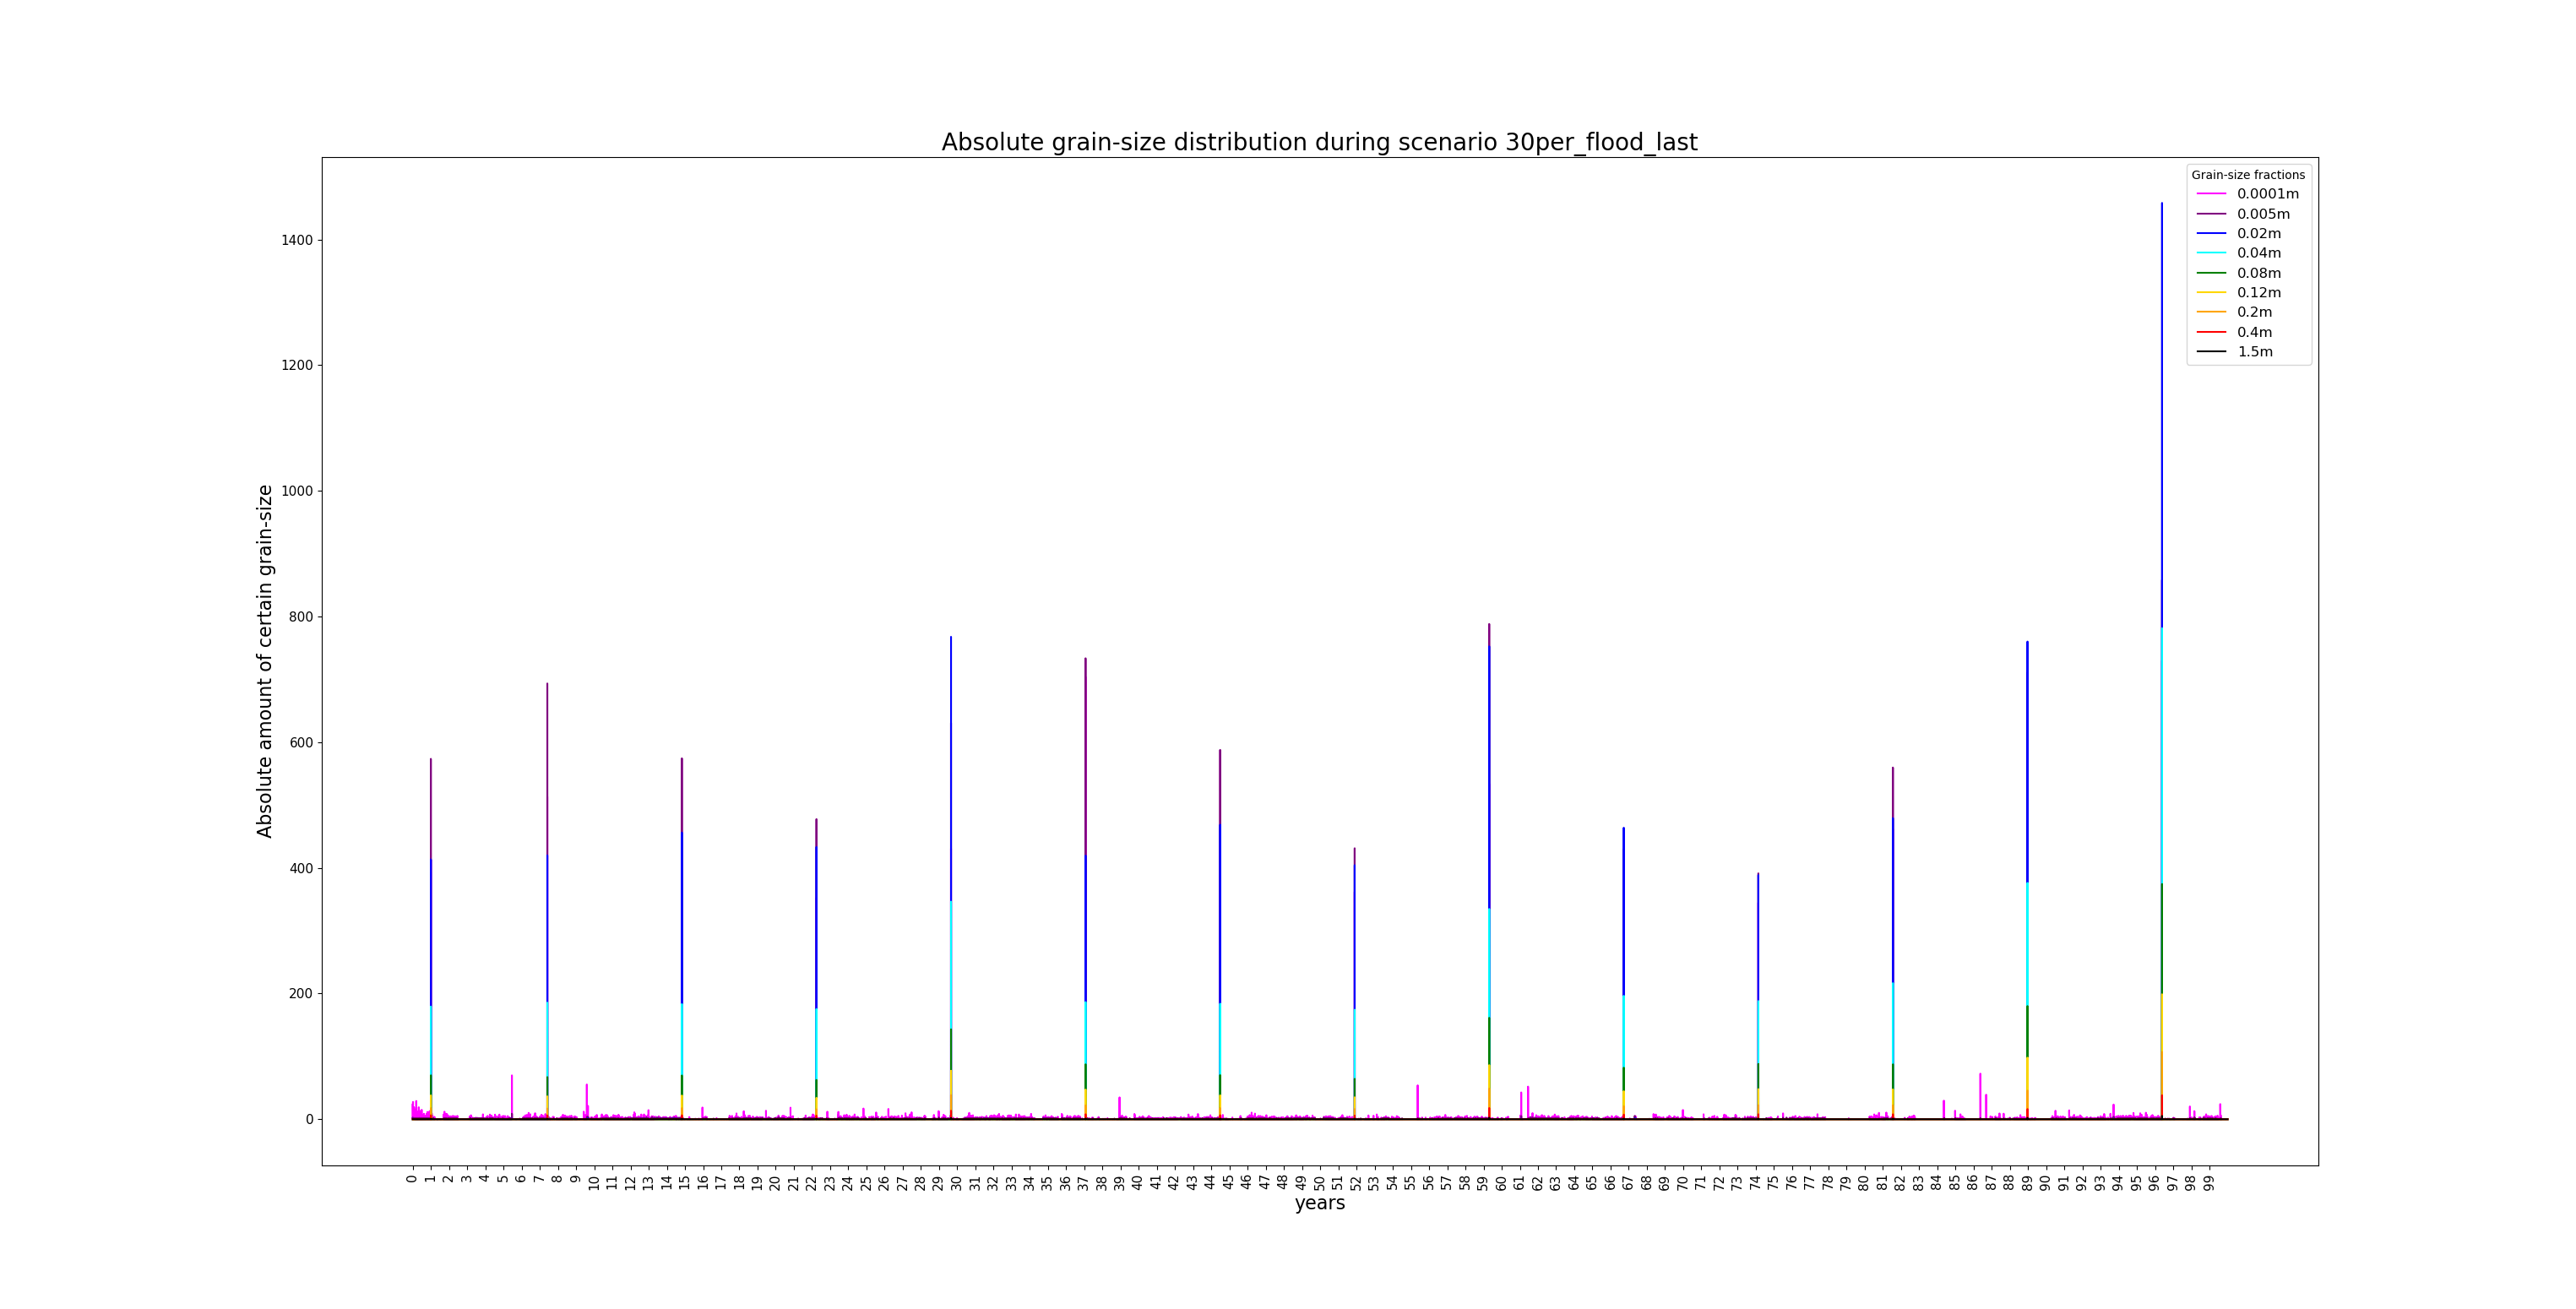 Absolute grain-size distribution during scenario 30per_flood_last
Grain-size fractions
0.0001m
0.005m
0.02m
0.04m
0.08m
0.12m
0.2m
0.4m
1.5m
Absolute amount of certain grain-size
1400
1200
1000
800
600
400
200
0
0 1 2 3 4 5 6 7 8 9 10 11 12 13 14 15 16 17 18 19 20 21 22 23 24 25 26 27 28 29 30 31 32 33 34 35 36 37 38 39 40 41 42 43 44 45 46 47 48 49 50 51 52 53 54 55 56 57 58 59 60 61 62 63 64 65 66 67 68 69 70 71 72 73 74 75 76 77 78 79 80 81 82 83 84 85 86 87 88 89 90 91 92 93 94 95 96 97 98 99
years